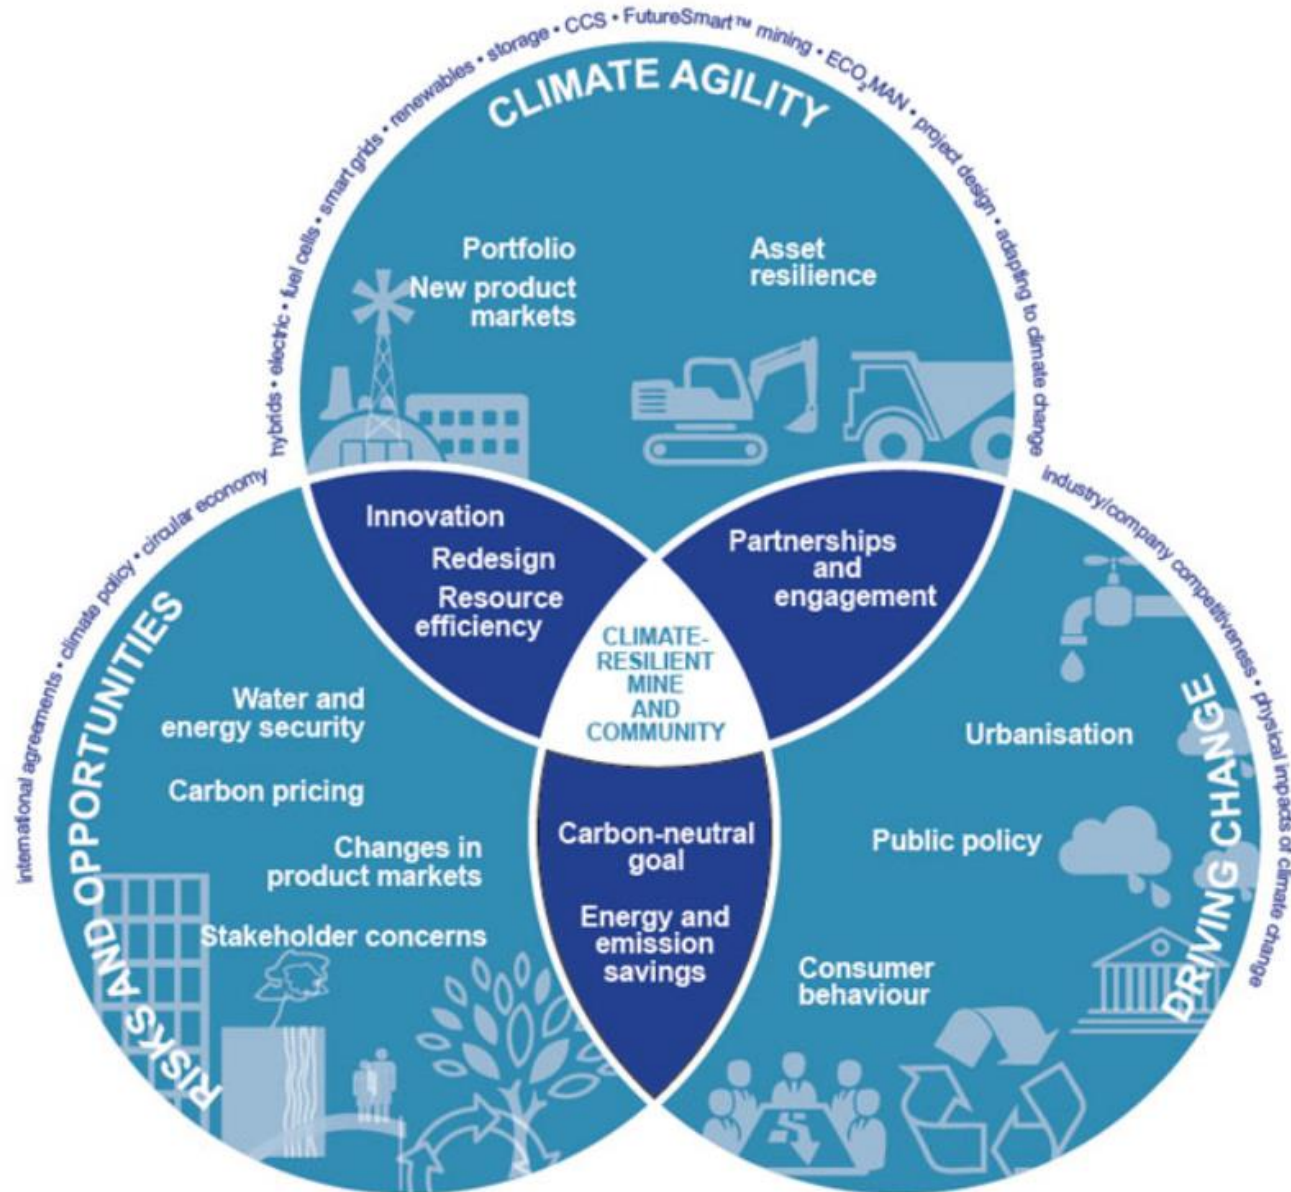 hybrids • electric • fuel cells • smart grids • renewables • storage • CCS • FutureSmart™ mining • ECO₂MAN • project design • adapting to climate change
CLIMATE AGILITY
Portfolio
New product
markets
Asset
resilience
Innovation
Redesign
Resource
efficiency
Partnerships
and
engagement
CLIMATE-
RESILIENT
MINE
AND
COMMUNITY
international agreements • climate policy • circular economy
RISKS AND OPPORTUNITIES
Water and
energy security
Carbon pricing
Changes in
product markets
Stakeholder concerns
Carbon-neutral
goal
Energy and
emission
savings
industry/company competitiveness • physical impacts of climate change
DRIVING CHANGE
Urbanisation
Public policy
Consumer
behaviour